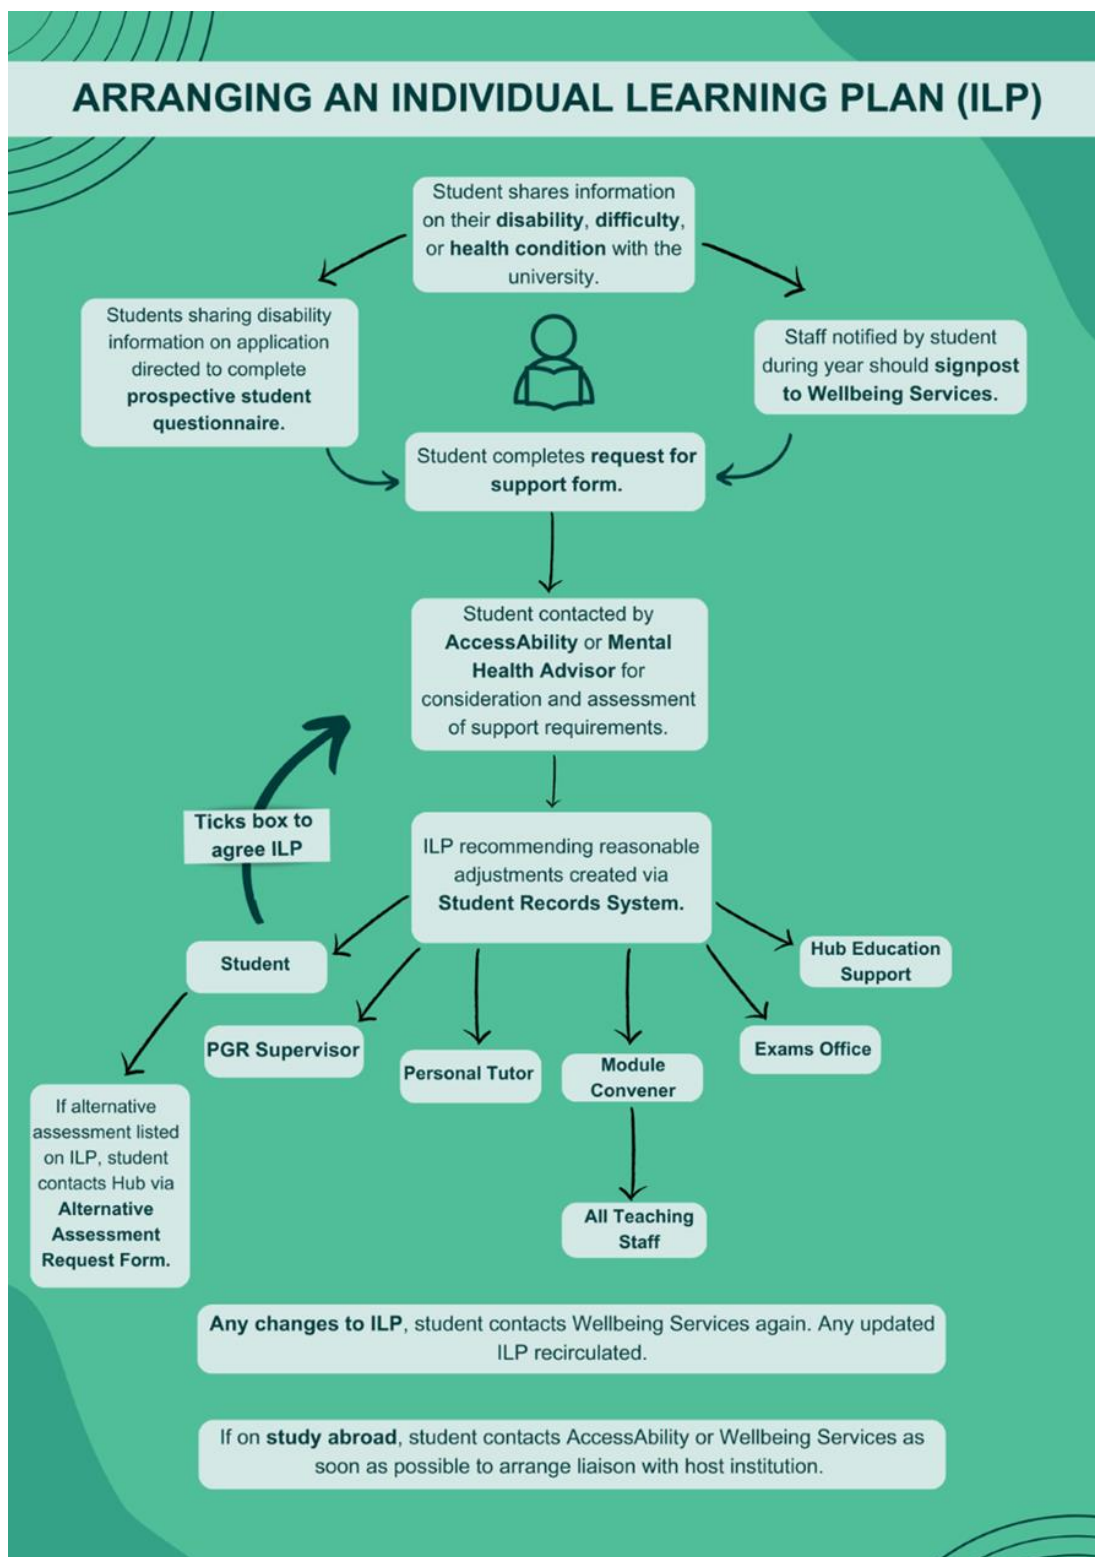 ARRANGING AN INDIVIDUAL LEARNING PLAN (ILP)
Student shares information
on their disability, difficulty,
or health condition with the
university.
Students sharing disability
information on application
directed to complete
prospective student
questionnaire.
Staff notified by student
during year should signpost
to Wellbeing Services.
Student completes request for
support form.
Student contacted by
AccessAbility or Mental
Health Advisor for
consideration and assessment
of support requirements.
Ticks box to
agree ILP
ILP recommending reasonable
adjustments created via
Student Records System.
Student
Hub Education
Support
PGR Supervisor
Personal Tutor
Module
Convener
Exams Office
If alternative
assessment listed
on ILP, student
contacts Hub via
Alternative
Assessment
Request Form.
All Teaching
Staff
Any changes to ILP, student contacts Wellbeing Services again. Any updated
ILP recirculated.
If on study abroad, student contacts AccessAbility or Wellbeing Services as
soon as possible to arrange liaison with host institution.